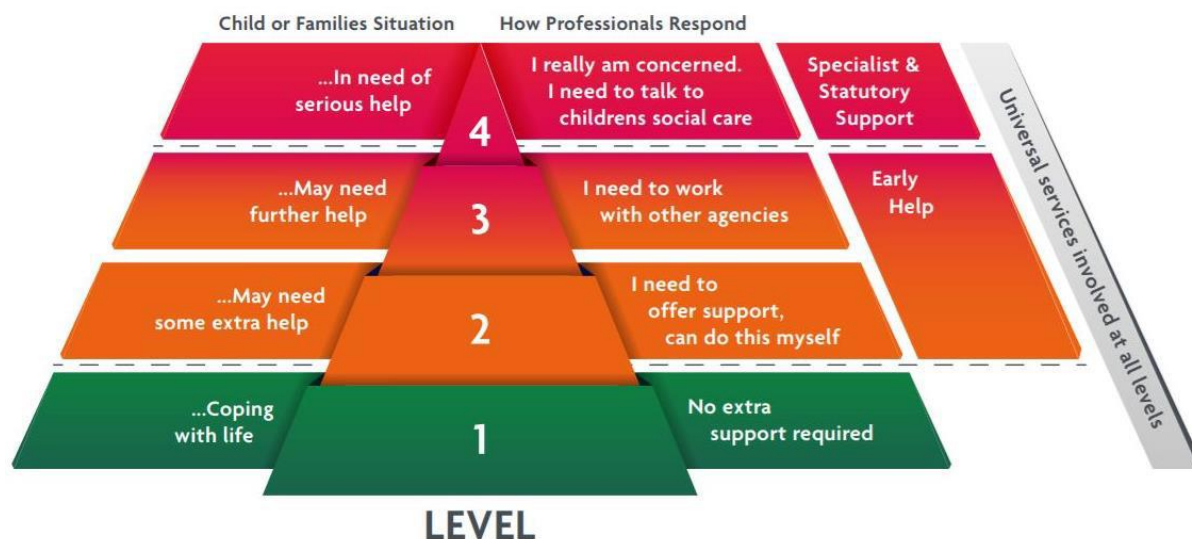 Child or Families Situation
How Professionals Respond
...In need of
serious help
4
I really am concerned.
I need to talk to
childrens social care
Specialist &
Statutory
Support
...May need
further help
3
I need to work
with other agencies
Early
Help
...May need
some extra help
2
I need to
offer support,
can do this myself
...Coping
with life
1
No extra
support required
Universal services involved at all levels
LEVEL